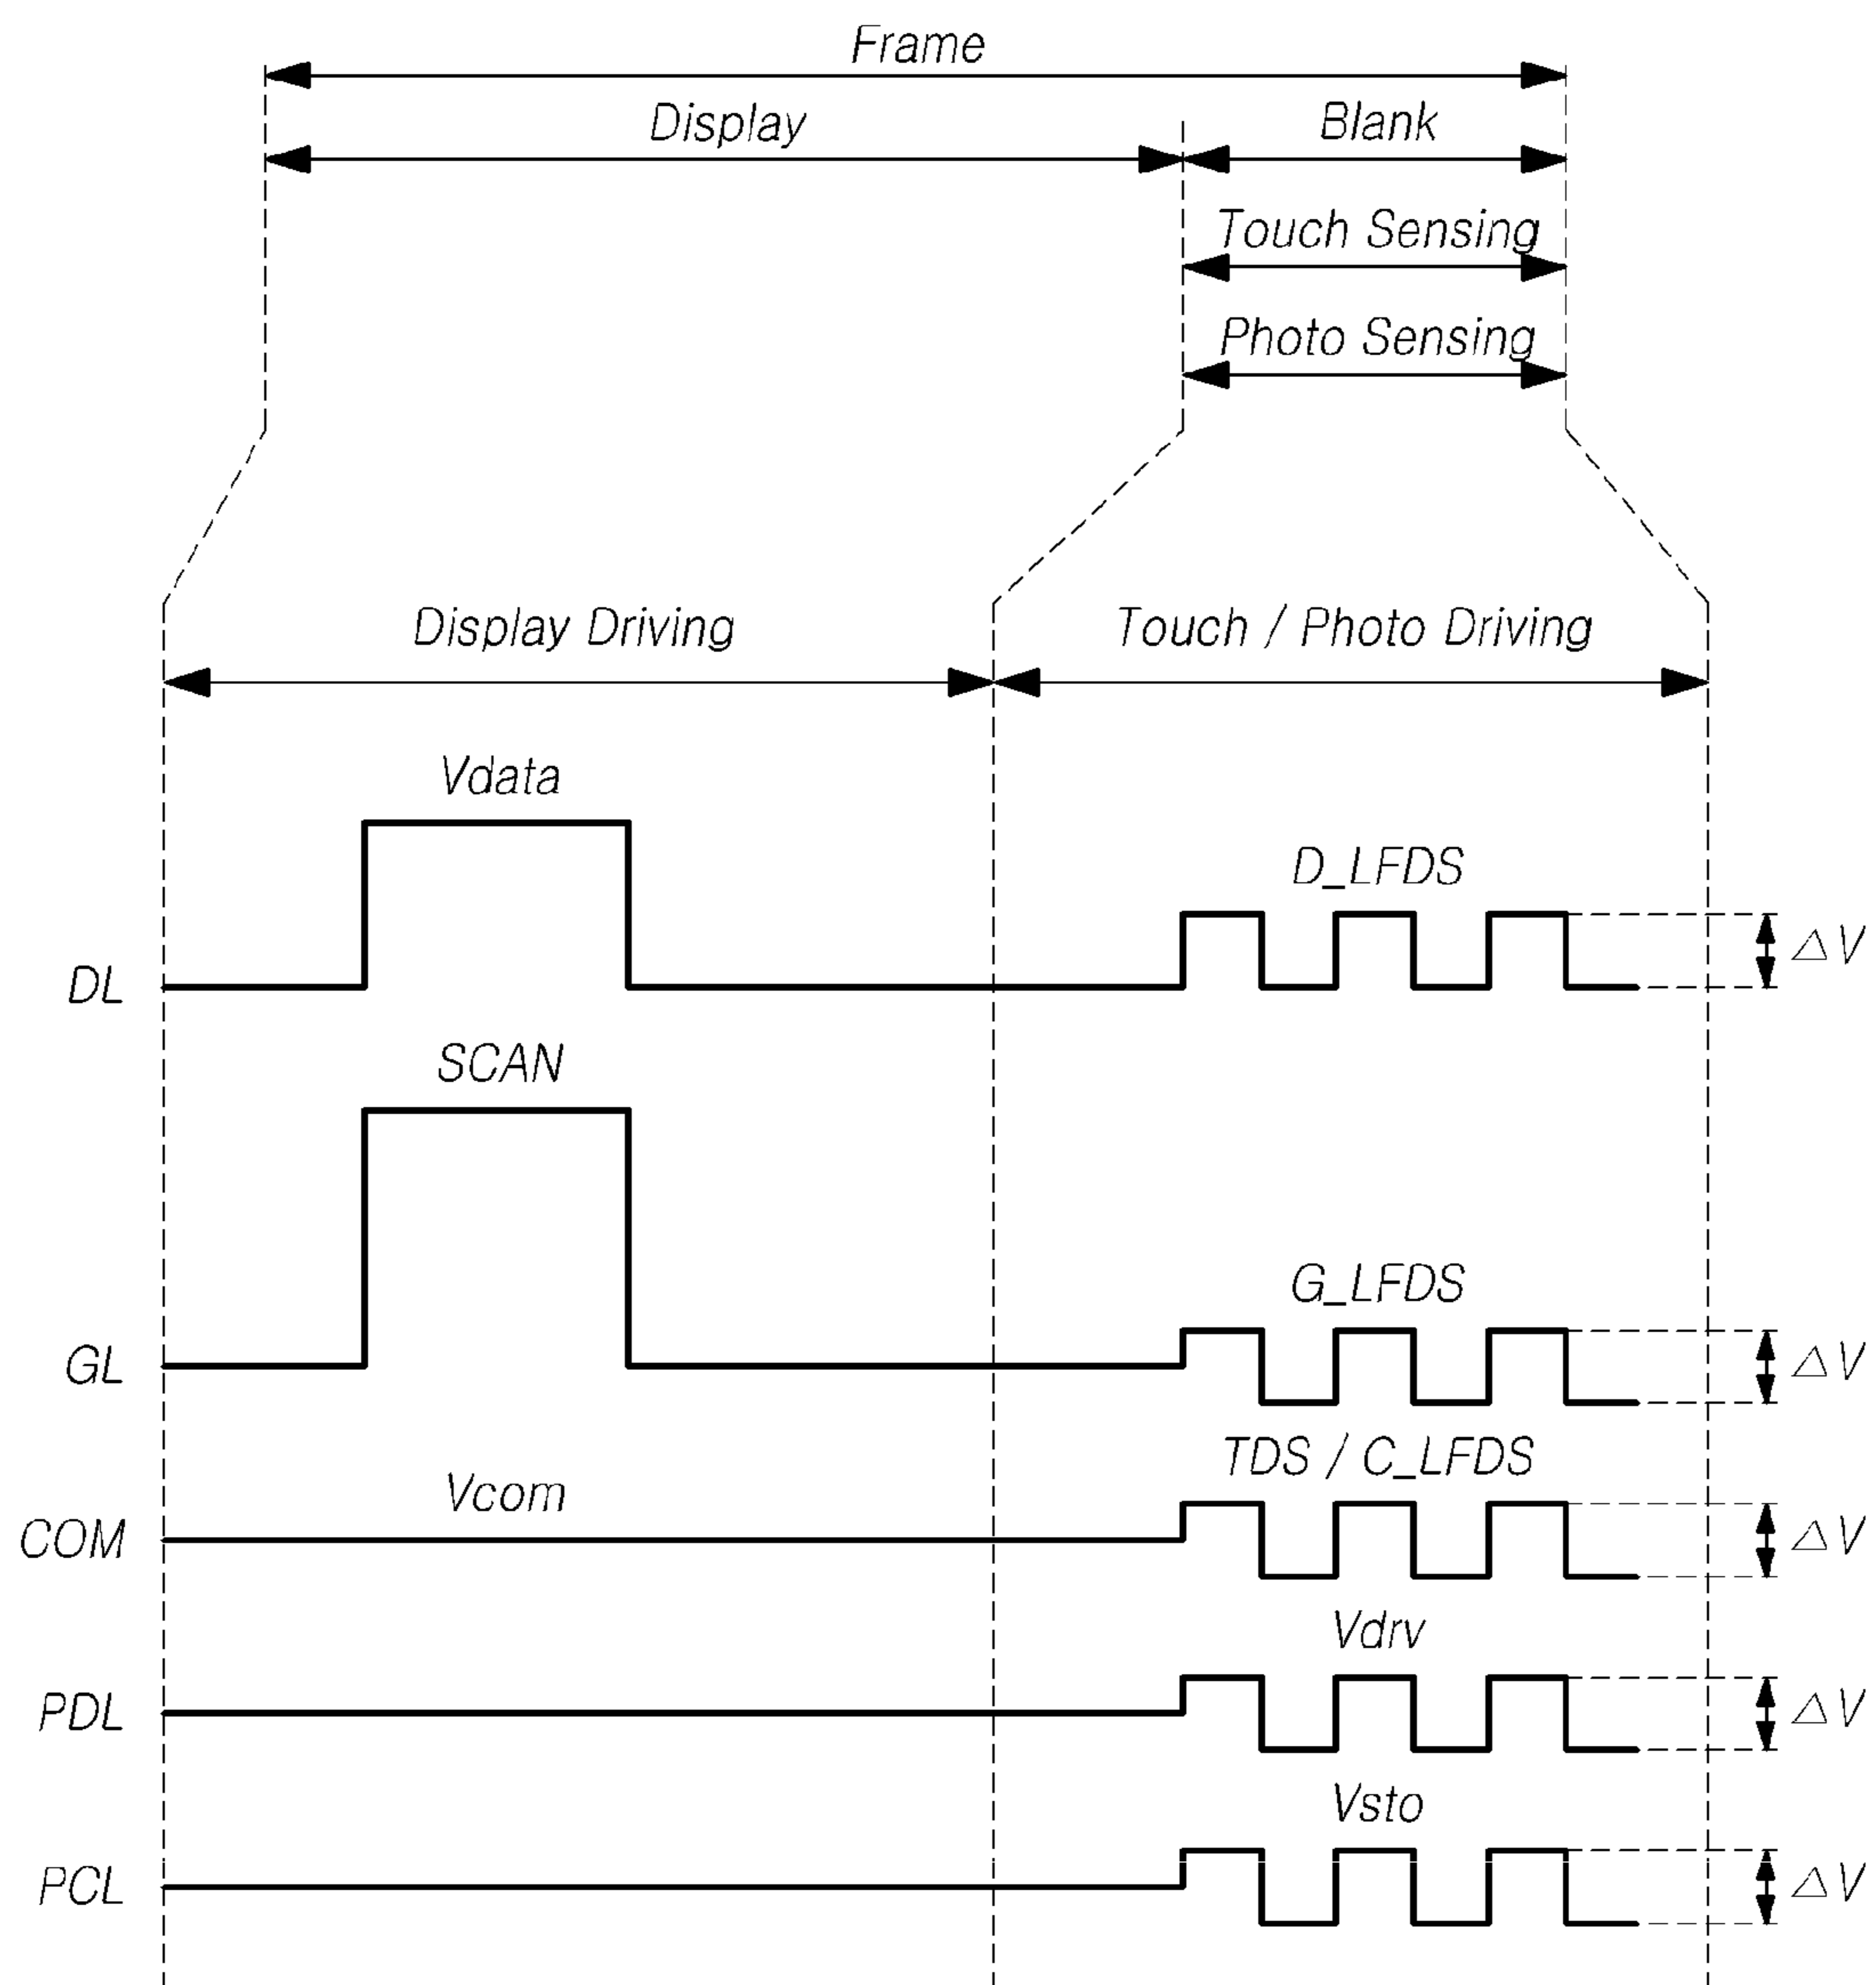 Frame
Display
Blank
Touch Sensing
Photo Sensing
Display Driving
Touch / Photo Driving
Vdata
D_LFDS
DL
△V
SCAN
G_LFDS
GL
△V
TDS / C_LFDS
Vcom
COM
△V
Vdrv
PDL
△V
Vsto
PCL
△V